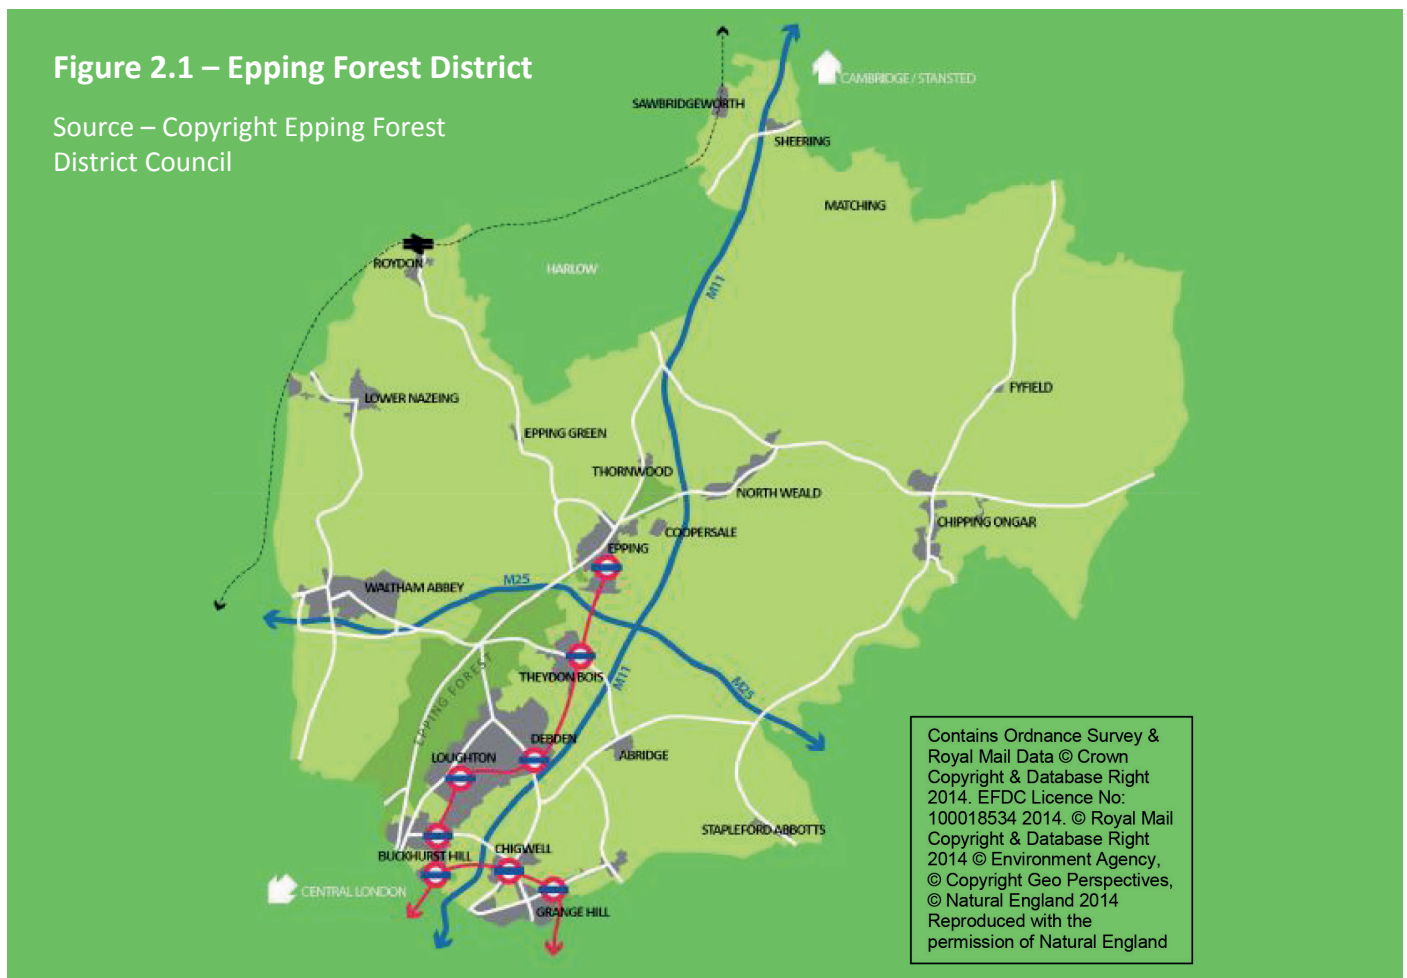 Figure 2.1 – Epping Forest District
Source – Copyright Epping Forest
District Council
CAMBRIDGE / STANSTED
SAWBRIDGEWORTH
SHEERING
MATCHING
ROYDON
HARLOW
M11
LOWER NAZEING
FYFIELD
EPPING GREEN
THORNWOOD
NORTH WEALD
CHIPPING ONGAR
COOPERSALE
EPPING
M25
WALTHAM ABBEY
EPPING FOREST
THEYDON BOIS
M11
M25
DEBDEN
LOUGHTON
ABRIDGE
STAPLEFORD ABBOTTS
CHIGWELL
BUCKHURST HILL
CENTRAL LONDON
GRANGE HILL
Contains Ordnance Survey &
Royal Mail Data © Crown
Copyright & Database Right
2014. EFDC Licence No:
100018534 2014. © Royal Mail
Copyright & Database Right
2014 © Environment Agency,
© Copyright Geo Perspectives,
© Natural England 2014
Reproduced with the
permission of Natural England